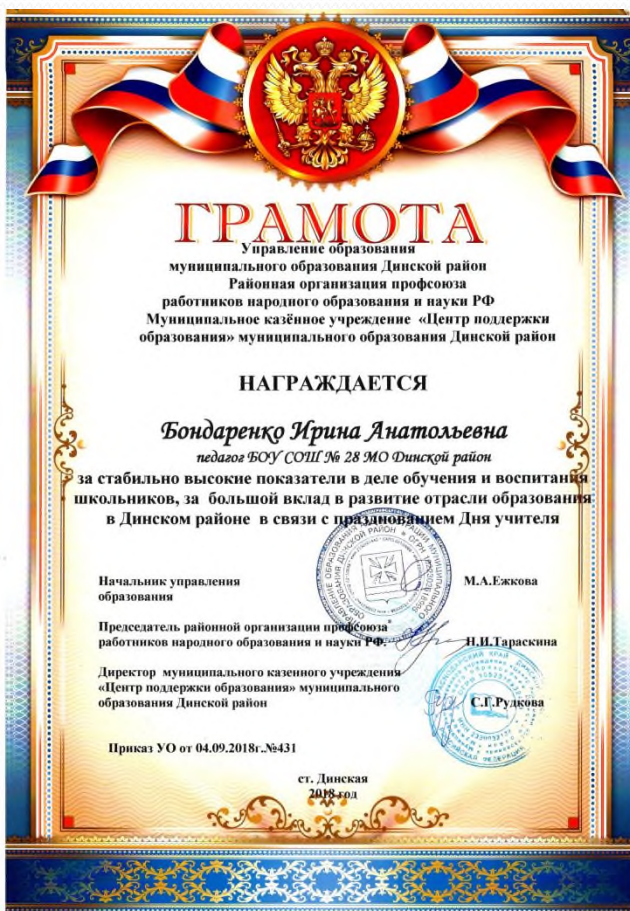 ГРАМОТА
Управление образования
муниципального образования Динской район
Районная организация профсоюза
работников народного образования и науки РФ
Муниципальное казённое учреждение «Центр поддержки
образования» муниципального образования Динской район
НАГРАЖДАЕТСЯ
Бондаренко Ирина Анатольевна
педагог БОУ СОШ № 28 МО Динской район
за стабильно высокие показатели в деле обучения и воспитания
школьников, за большой вклад в развитие отрасли образования
в Динском районе в связи с празднованием Дня учителя
Начальник управления
образования
М.А.Ежкова
Председатель районной организации профсоюза
работников народного образования и науки РФ.
Н.И.Тараскина
Директор муниципального казенного учреждения
«Центр поддержки образования» муниципального
образования Динской район
С.Г.Рудкова
Приказ УО от 04.09.2018г.№431
ст. Динская
2018 год